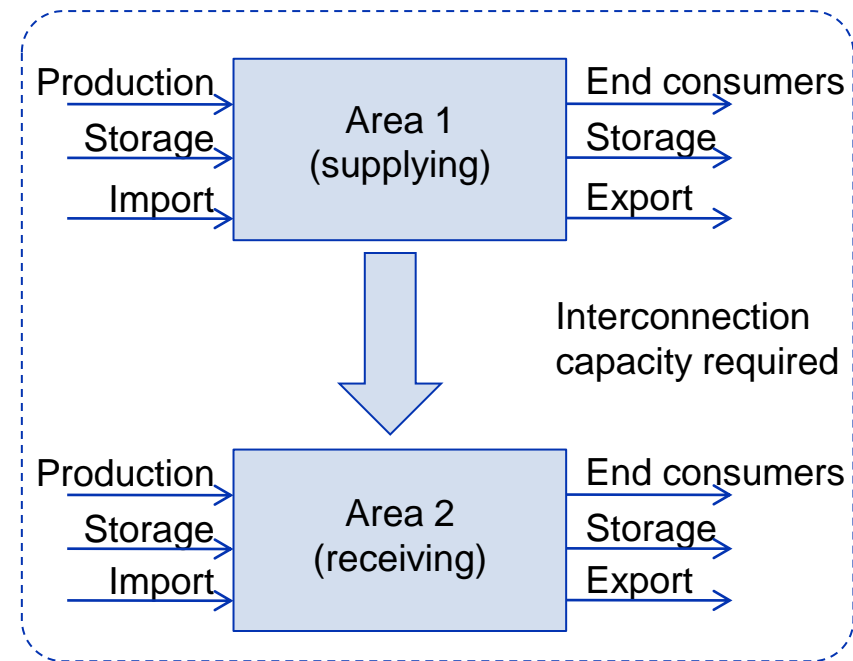 Production
Storage
Import
Area 1
(supplying)
End consumers
Storage
Export
Interconnection
capacity required
Production
Storage
Import
Area 2
(receiving)
End consumers
Storage
Export